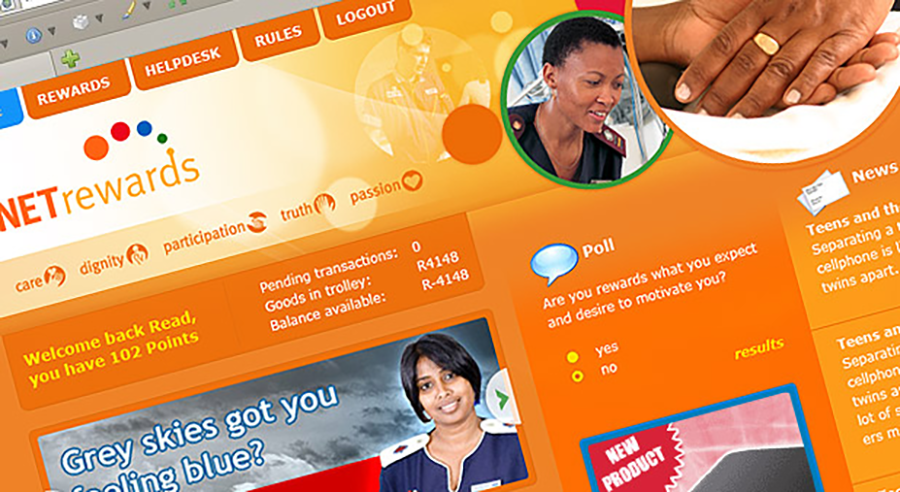 REWARDS
HELPDESK
RULES
LOGOUT
NETrewards
care
dignity
participation
truth
passion
Welcome back Read,
you have 102 Points
Pending transactions: 0
Goods in trolley: R4148
Balance available: R-4148
Grey skies got you
feeling blue?
Poll
Are you rewards what you expect
and desire to motivate you?
yes
no
results
NEW
PRODUCT
News
Teens and
Separating a
cellphone is
twins apart.
Teens an
Separatin
cellphon
twins a
lot of s
ers m